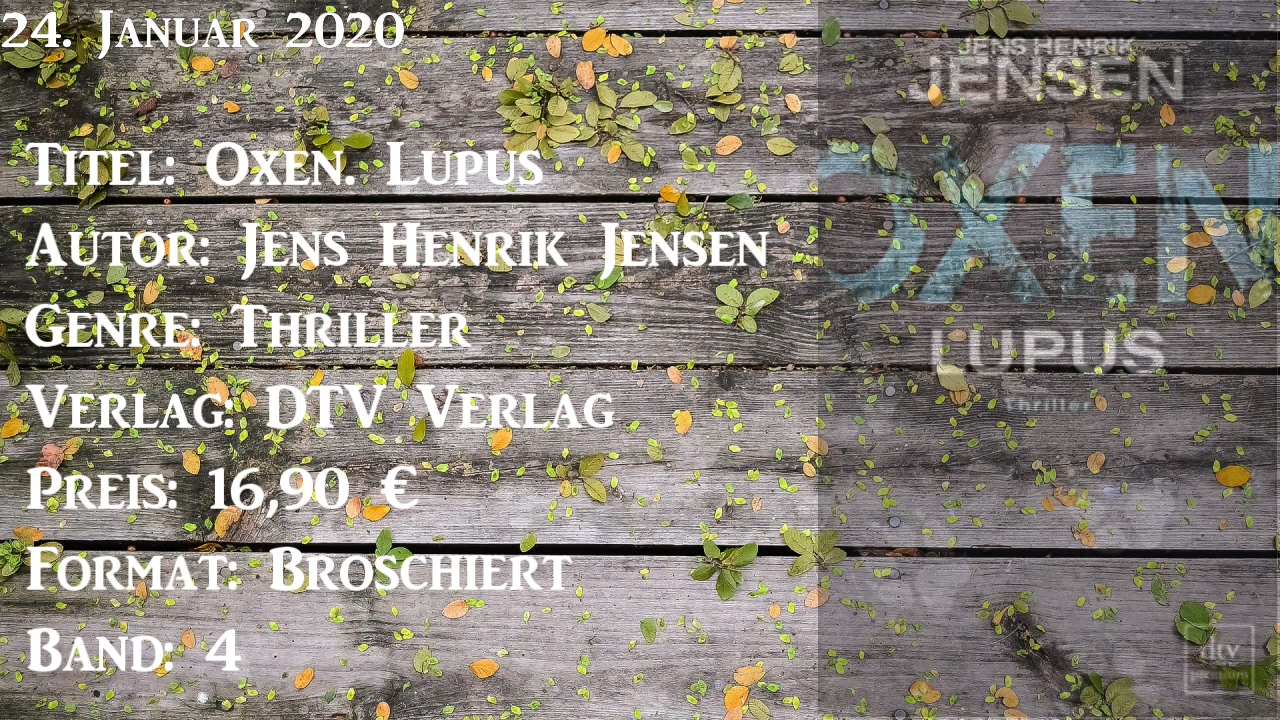 24. Januar 2020
Titel: Oxen. Lupus
Autor: Jens Henrik Jensen
Genre: Thriller
Verlag: DTV Verlag
Preis: 16,90 €
Format: Broschiert
Band: 4
JENS HENRIK
JENSEN
OXEN
LUPUS
Thriller
dtv